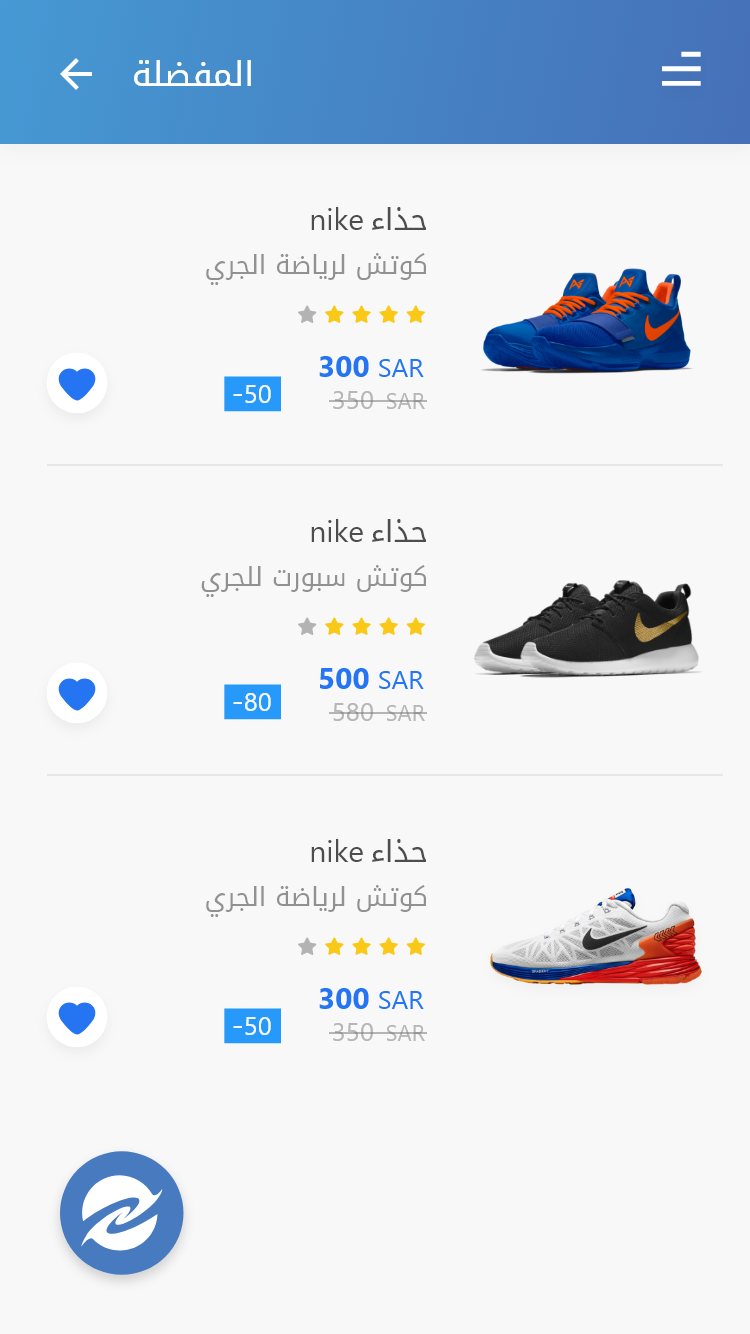 المفضلة
حذاء nike
كوتش لرياضة الجري
300 SAR
350 SAR
-50
حذاء nike
كوتش سبورت للجري
500 SAR
580 SAR
-80
حذاء nike
كوتش لرياضة الجري
300 SAR
350 SAR
-50